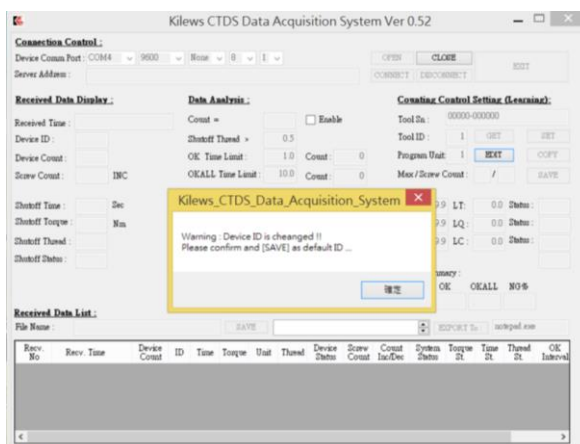 Kilews CTDS Data Acquisition System Ver 0.52
Connection Control :
Device Comm Port : COM4 9600 None 8 1 OPEN CLOSE EXIT
Server Address : CONNECT DISCONNECT
Received Data Display : Data Analysis : Counting Control Setting (Learning):
Received Time : Count = Enable Tool Sn : 00000-000000
Device ID : Shutoff Thread > 0.5 Tool ID : 1 GET SET
Device Count : OK Time Limit : 1.0 Count : 0 Program Unit 1 EDIT COPY
Screw Count : INC OKALL Time Limit : 10.0 Count : 0 Max / Screw Count : / SAVE
Kilews_CTDS_Data_Acquisition_System
Shutoff Time : Sec 9.9 LT: 0.0 Status :
Shutoff Torque : Nm 9.9 LQ : 0.0 Status :
Warning : Device ID is cheanged !!
Please confirm and [SAVE] as default ID ...
Shutoff Thread : 9.9 LC : 0.0 Status :
Shutoff Status :
mary :
確定 OK OKALL NG%
Received Data List :
File Name : SAVE EXPORT To : notepad.exe
Recv. No Recv. Time Device Count ID Time Torque Unit Thread Device Status Screw Count Count Inc/Dec System Status Torque St. Time St. Thread St. OK Interval